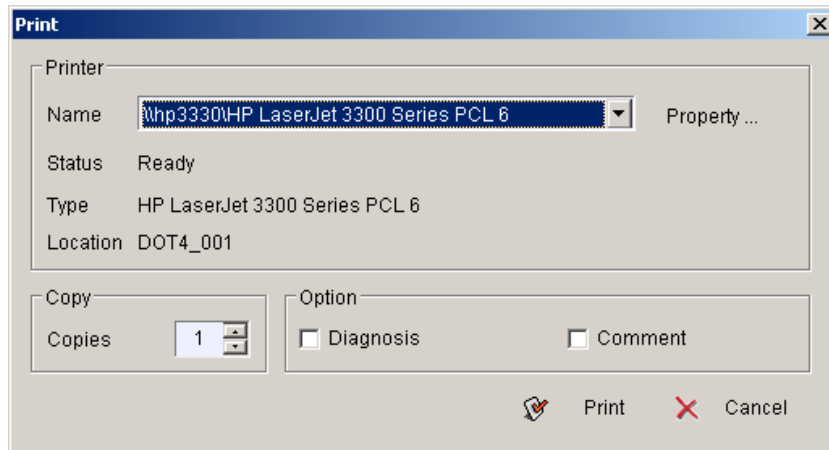 Print
Printer
Name \\hp3330\HP LaserJet 3300 Series PCL 6 Property ...
Status Ready
Type HP LaserJet 3300 Series PCL 6
Location DOT4_001
Copy Option
Copies 1 Diagnosis Comment
Print Cancel